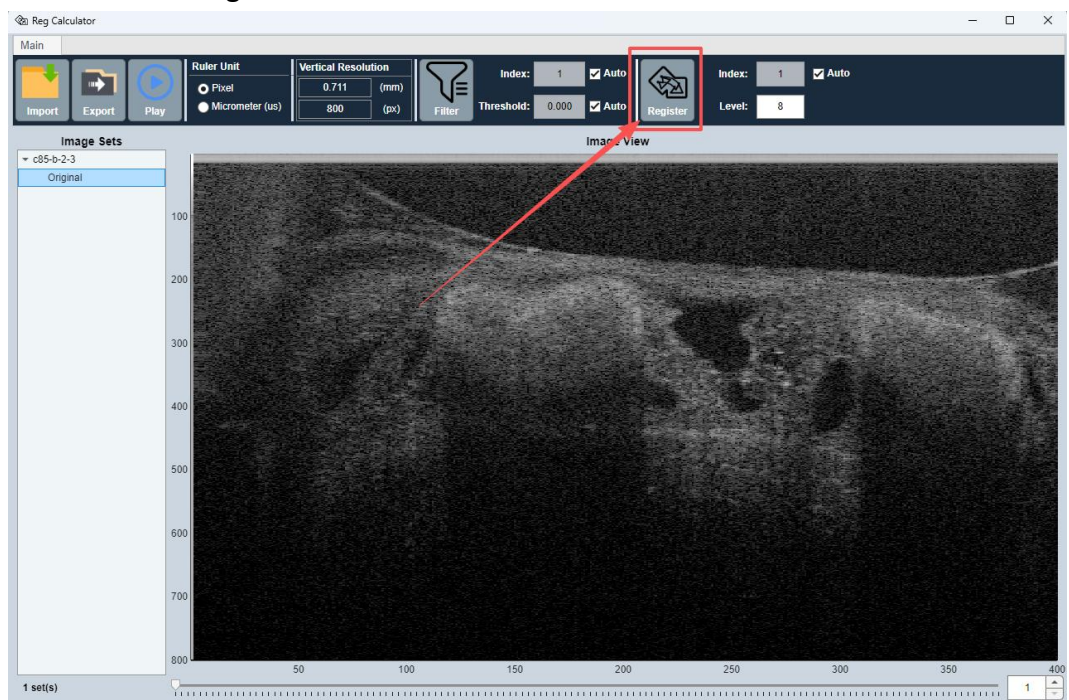 Reg Calculator
Main
Ruler Unit
Pixel
Micrometer (us)
Vertical Resolution
0.711 (mm)
800 (px)
Index: 1 Auto
Threshold: 0.000 Auto
Index: 1 Auto
Level: 8
Import Export Play Filter Register
Image Sets
Image View
c85-b-2-3
Original
100
200
300
400
500
600
700
800
50 100 150 200 250 300 350 400
1 set(s)
1